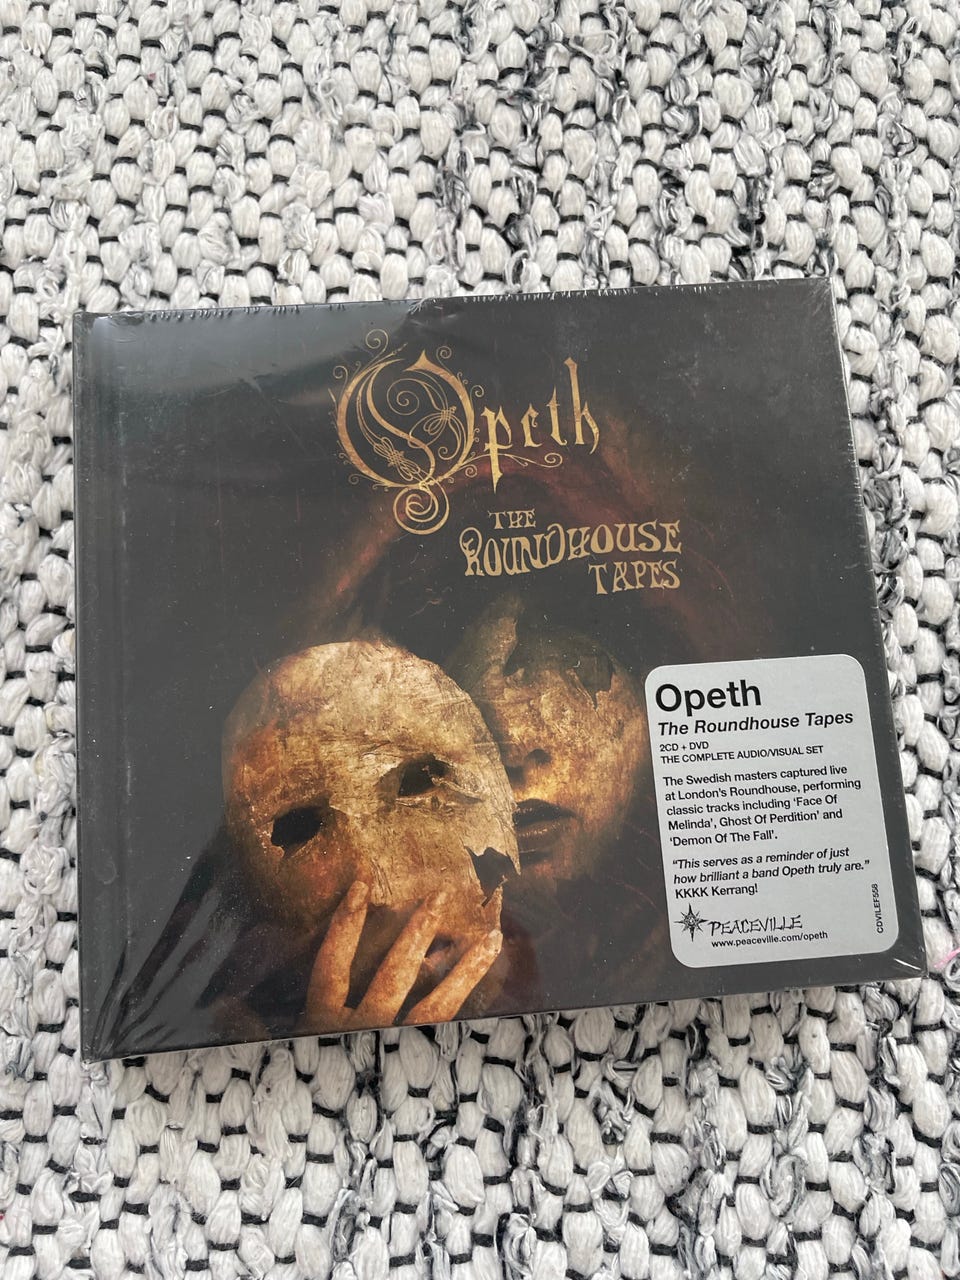 Opeth
THE
ROUNDHOUSE
TAPES
Opeth
The Roundhouse Tapes
2CD + DVD
THE COMPLETE AUDIO/VISUAL SET
The Swedish masters captured live
at London's Roundhouse, performing
classic tracks including 'Face Of
Melinda', Ghost Of Perdition' and
'Demon Of The Fall'.
"This serves as a reminder of just
how brilliant a band Opeth truly are."
KKKK Kerrang!
PEACEVILLE
www.peaceville.com/opeth
CDVILEF558